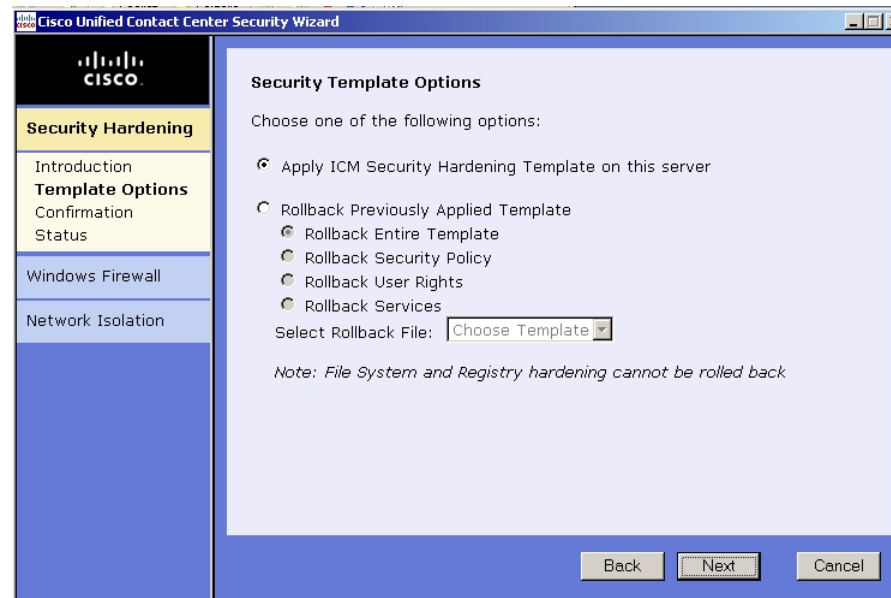 Cisco Unified Contact Center Security Wizard
CISCO
Security Hardening
Introduction
Template Options
Confirmation
Status
Windows Firewall
Network Isolation
Security Template Options
Choose one of the following options:
Apply ICM Security Hardening Template on this server
Rollback Previously Applied Template
Rollback Entire Template
Rollback Security Policy
Rollback User Rights
Rollback Services
Select Rollback File: Choose Template
Note: File System and Registry hardening cannot be rolled back
Back Next Cancel